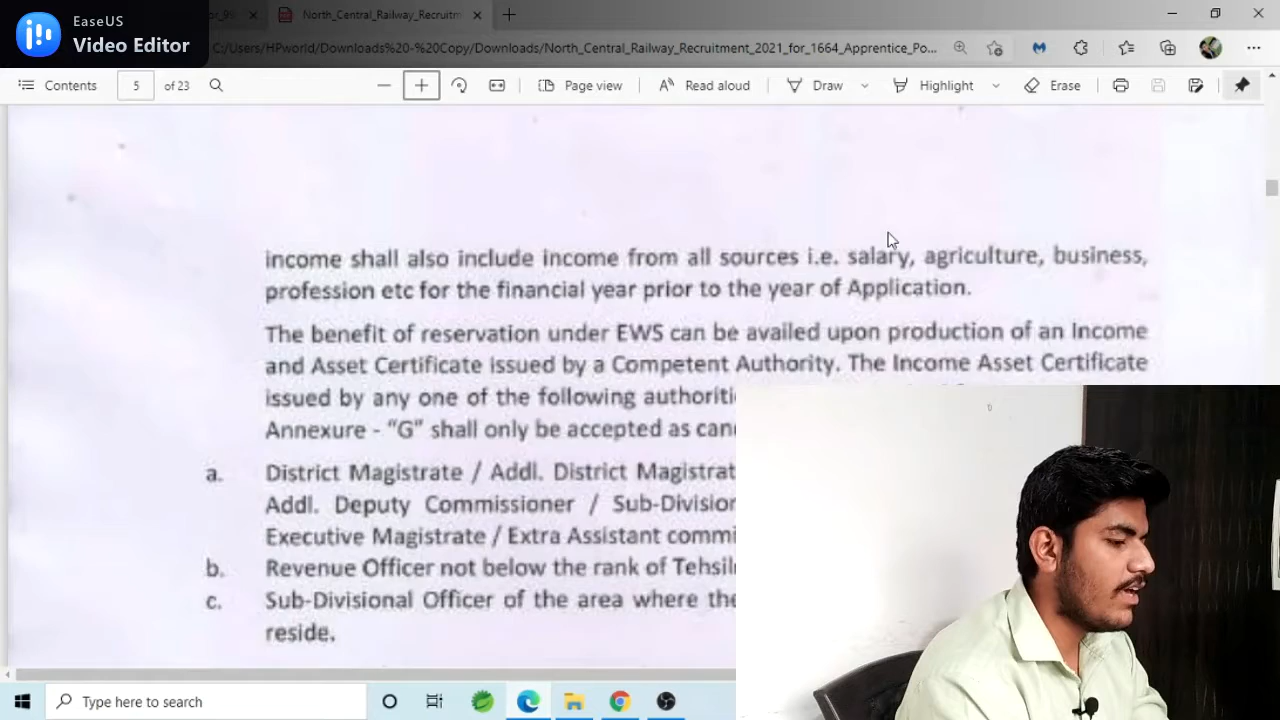 EaseUS
Video Editor
North_Central_Railway_Recruitm
C:/Users/HPworld/Downloads%20-%20Copy/Downloads/North_Central_Railway_Recruitment_2021_for_1664_Apprentice_Po...
Contents
5
of 23
Page view
Read aloud
Draw
Highlight
Erase
income shall also include income from all sources i.e. salary, agriculture, business,
profession etc for the financial year prior to the year of Application.
The benefit of reservation under EWS can be availed upon production of an Income
and Asset Certificate issued by a Competent Authority. The Income Asset Certificate
issued by any one of the following authoriti
Annexure - “G” shall only be accepted as can
a. District Magistrate / Addl. District Magistrat
Addl. Deputy Commissioner / Sub-Division
Executive Magistrate / Extra Assistant commi
b. Revenue Officer not below the rank of Tehsil
c. Sub-Divisional Officer of the area where the
reside.
Type here to search